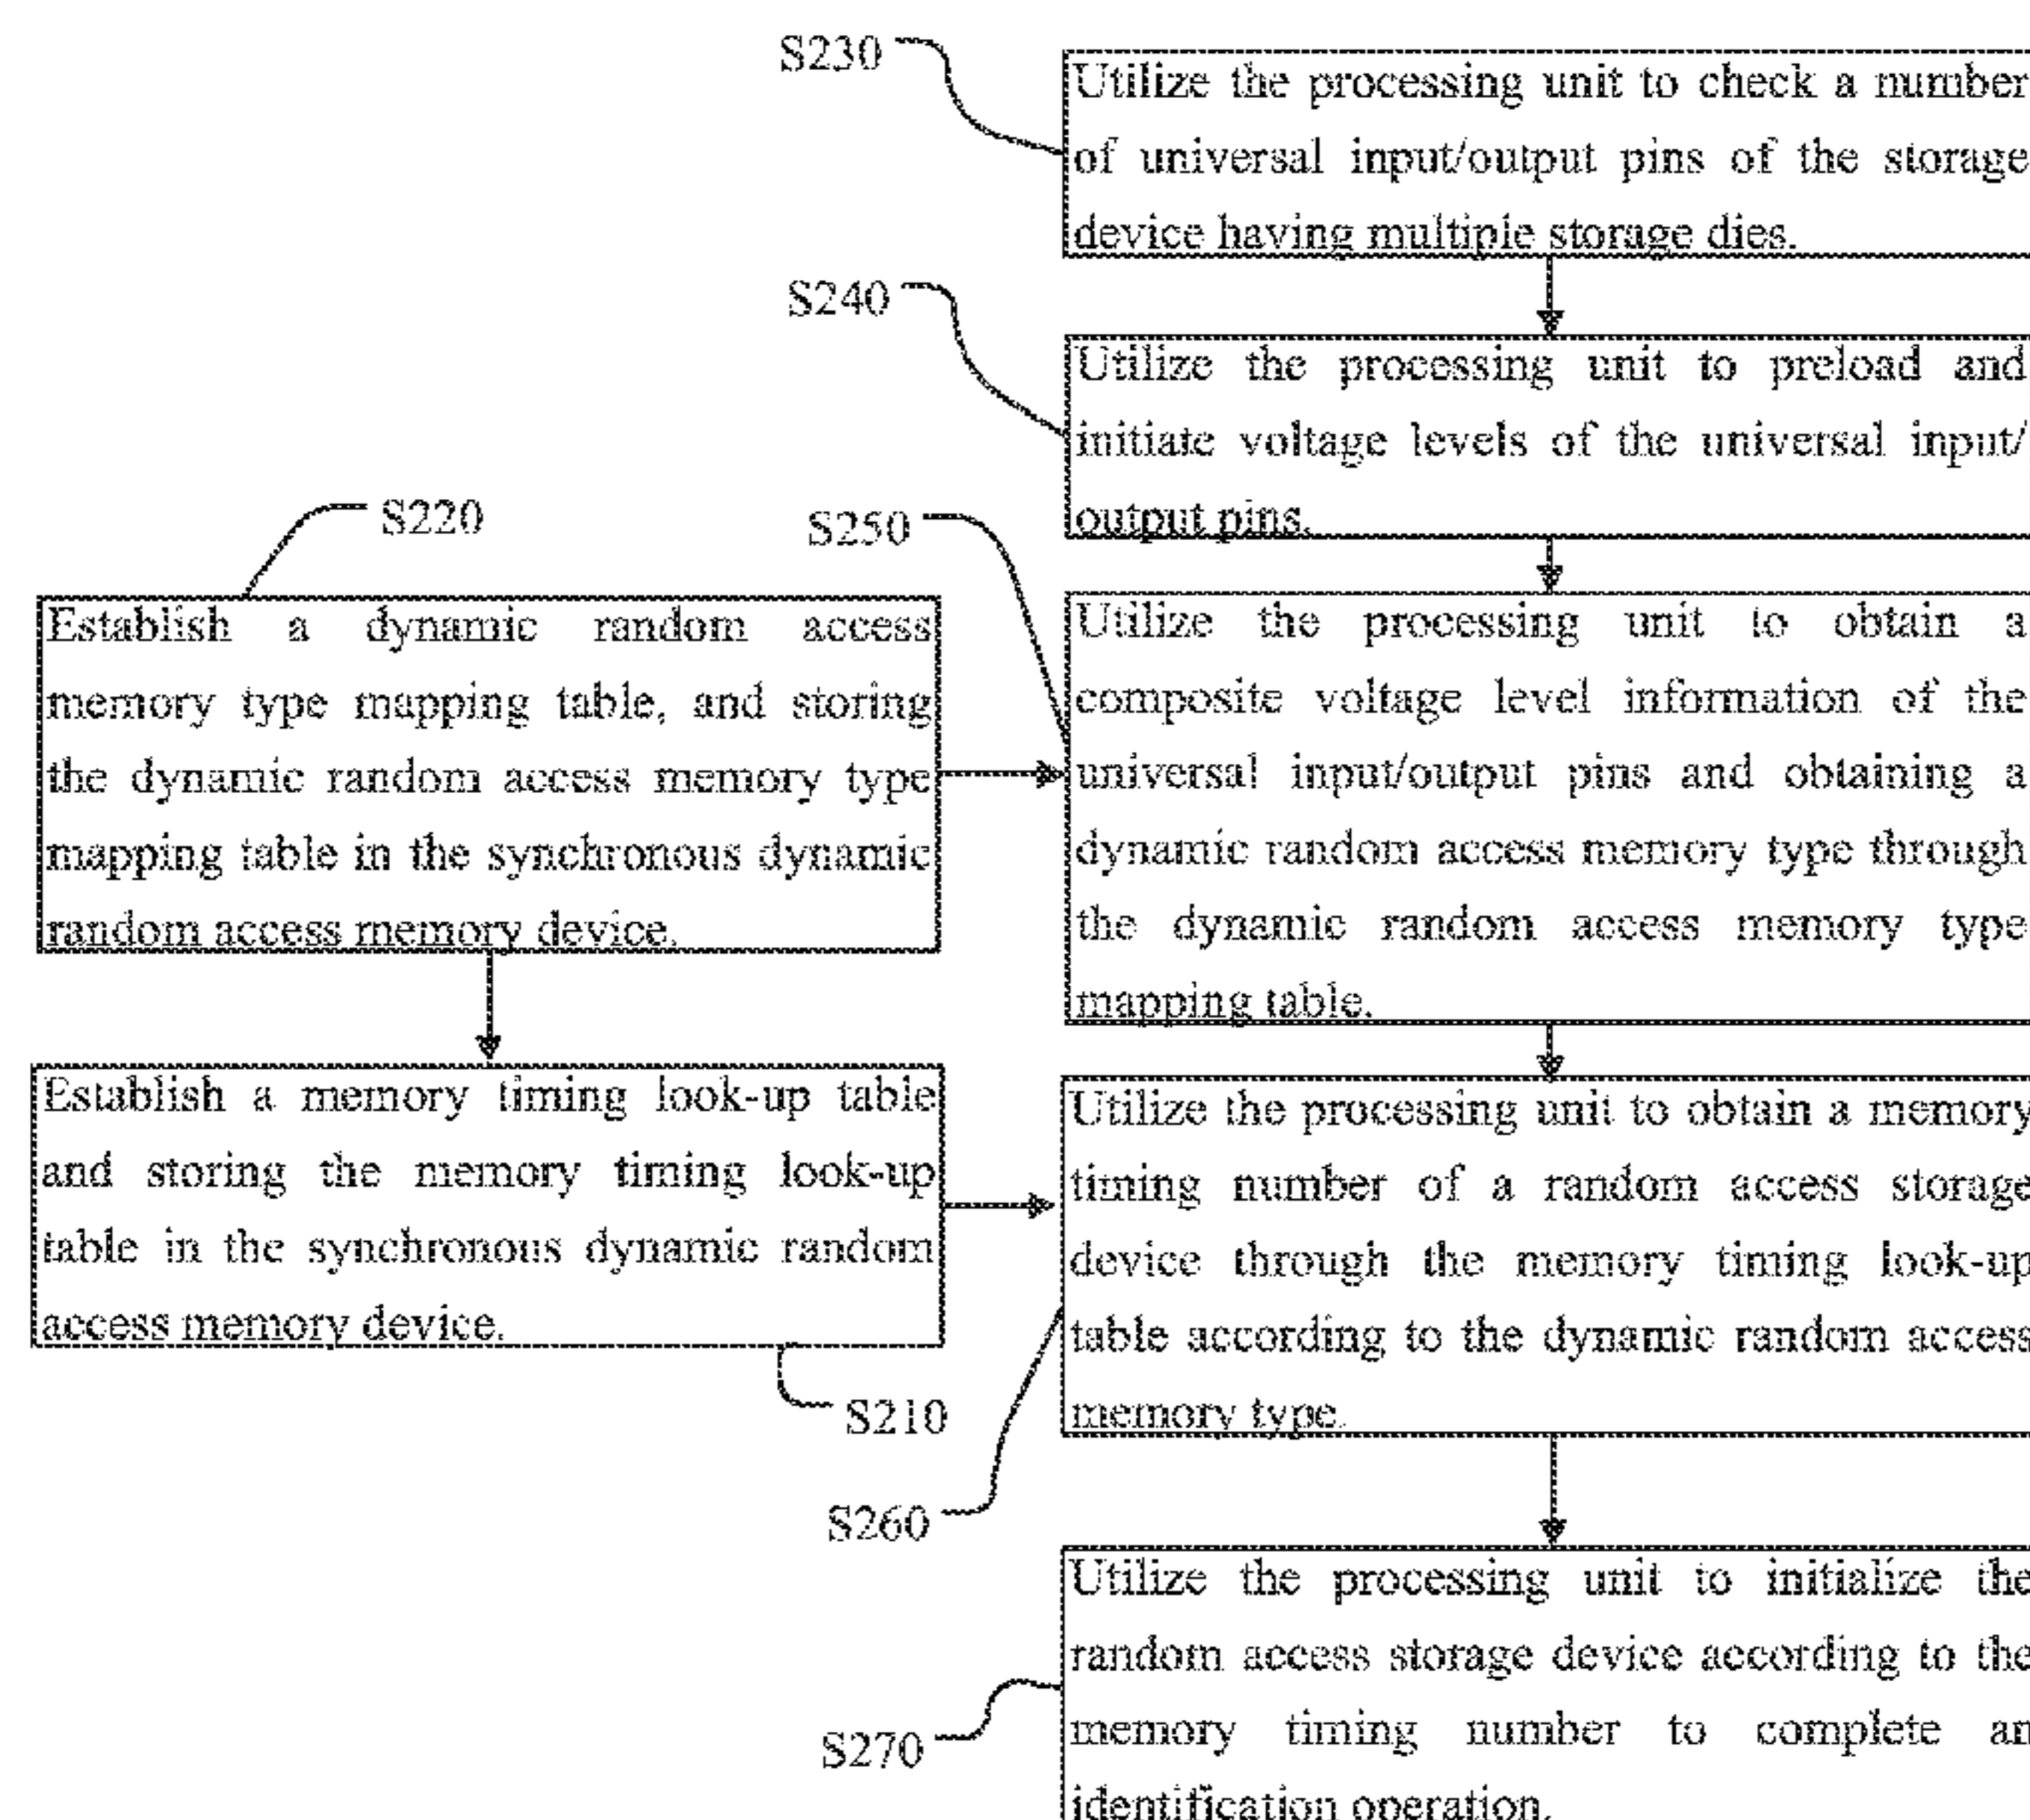 S230
Utilize the processing unit to check a number
of universal input/output pins of the storage
device having multiple storage dies.
S240
Utilize the processing unit to preload and
initiate voltage levels of the universal input/
output pins.
S220
Establish a dynamic random access
memory type mapping table, and storing
the dynamic random access memory type
mapping table in the synchronous dynamic
random access memory device.
S250
Utilize the processing unit to obtain a
composite voltage level information of the
universal input/output pins and obtaining a
dynamic random access memory type through
the dynamic random access memory type
mapping table.
Establish a memory timing look-up table
and storing the memory timing look-up
table in the synchronous dynamic random
access memory device.
S210
Utilize the processing unit to obtain a memory
timing number of a random access storage
device through the memory timing look-up
table according to the dynamic random access
memory type.
S260
Utilize the processing unit to initialize the
random access storage device according to the
memory timing number to complete an
identification operation.
S270